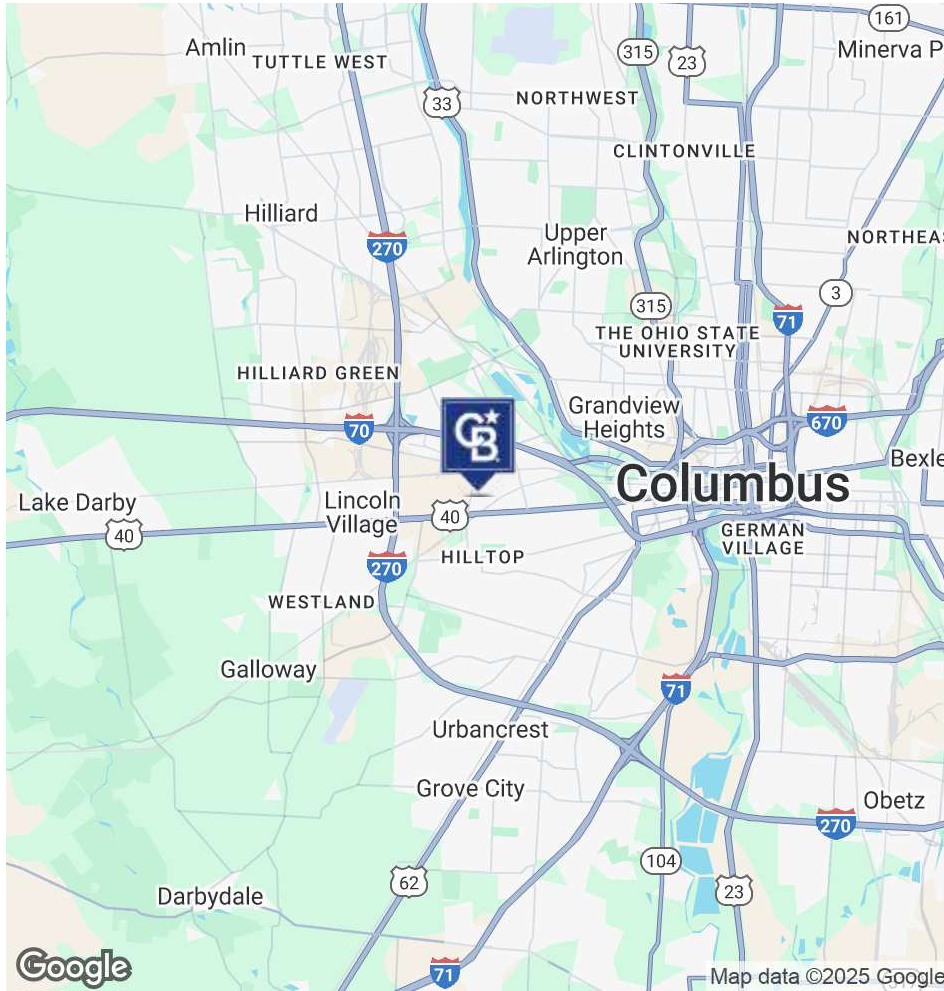 161
Amlin
TUTTLE WEST
315
23
Minerva P
33
NORTHWEST
CLINTONVILLE
Hilliard
270
Upper
Arlington
NORTHEA
3
315
71
THE OHIO STATE
UNIVERSITY
HILLIARD GREEN
CB
Grandview
Heights
70
670
Bexle
Columbus
Lake Darby
Lincoln
Village
40
40
GERMAN
VILLAGE
HILLTOP
270
WESTLAND
Galloway
71
Urbancrest
Grove City
Obetz
270
104
62
23
Darbydale
Google
71
Map data ©2025 Google